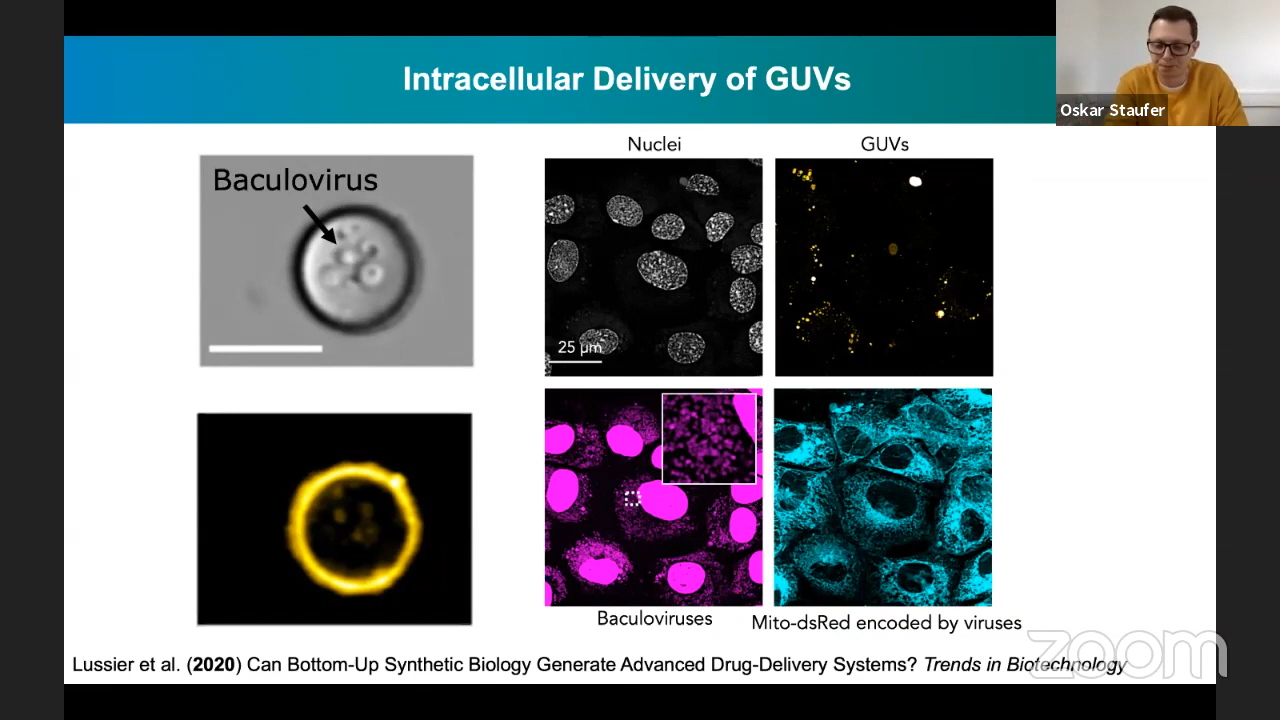 Intracellular Delivery of GUVs
Oskar Staufer
Baculovirus
Nuclei
GUVs
25 µm
Baculoviruses
Mito-dsRed encoded by viruses
zoom
Lussier et al. (2020) Can Bottom-Up Synthetic Biology Generate Advanced Drug-Delivery Systems? Trends in Biotechnology